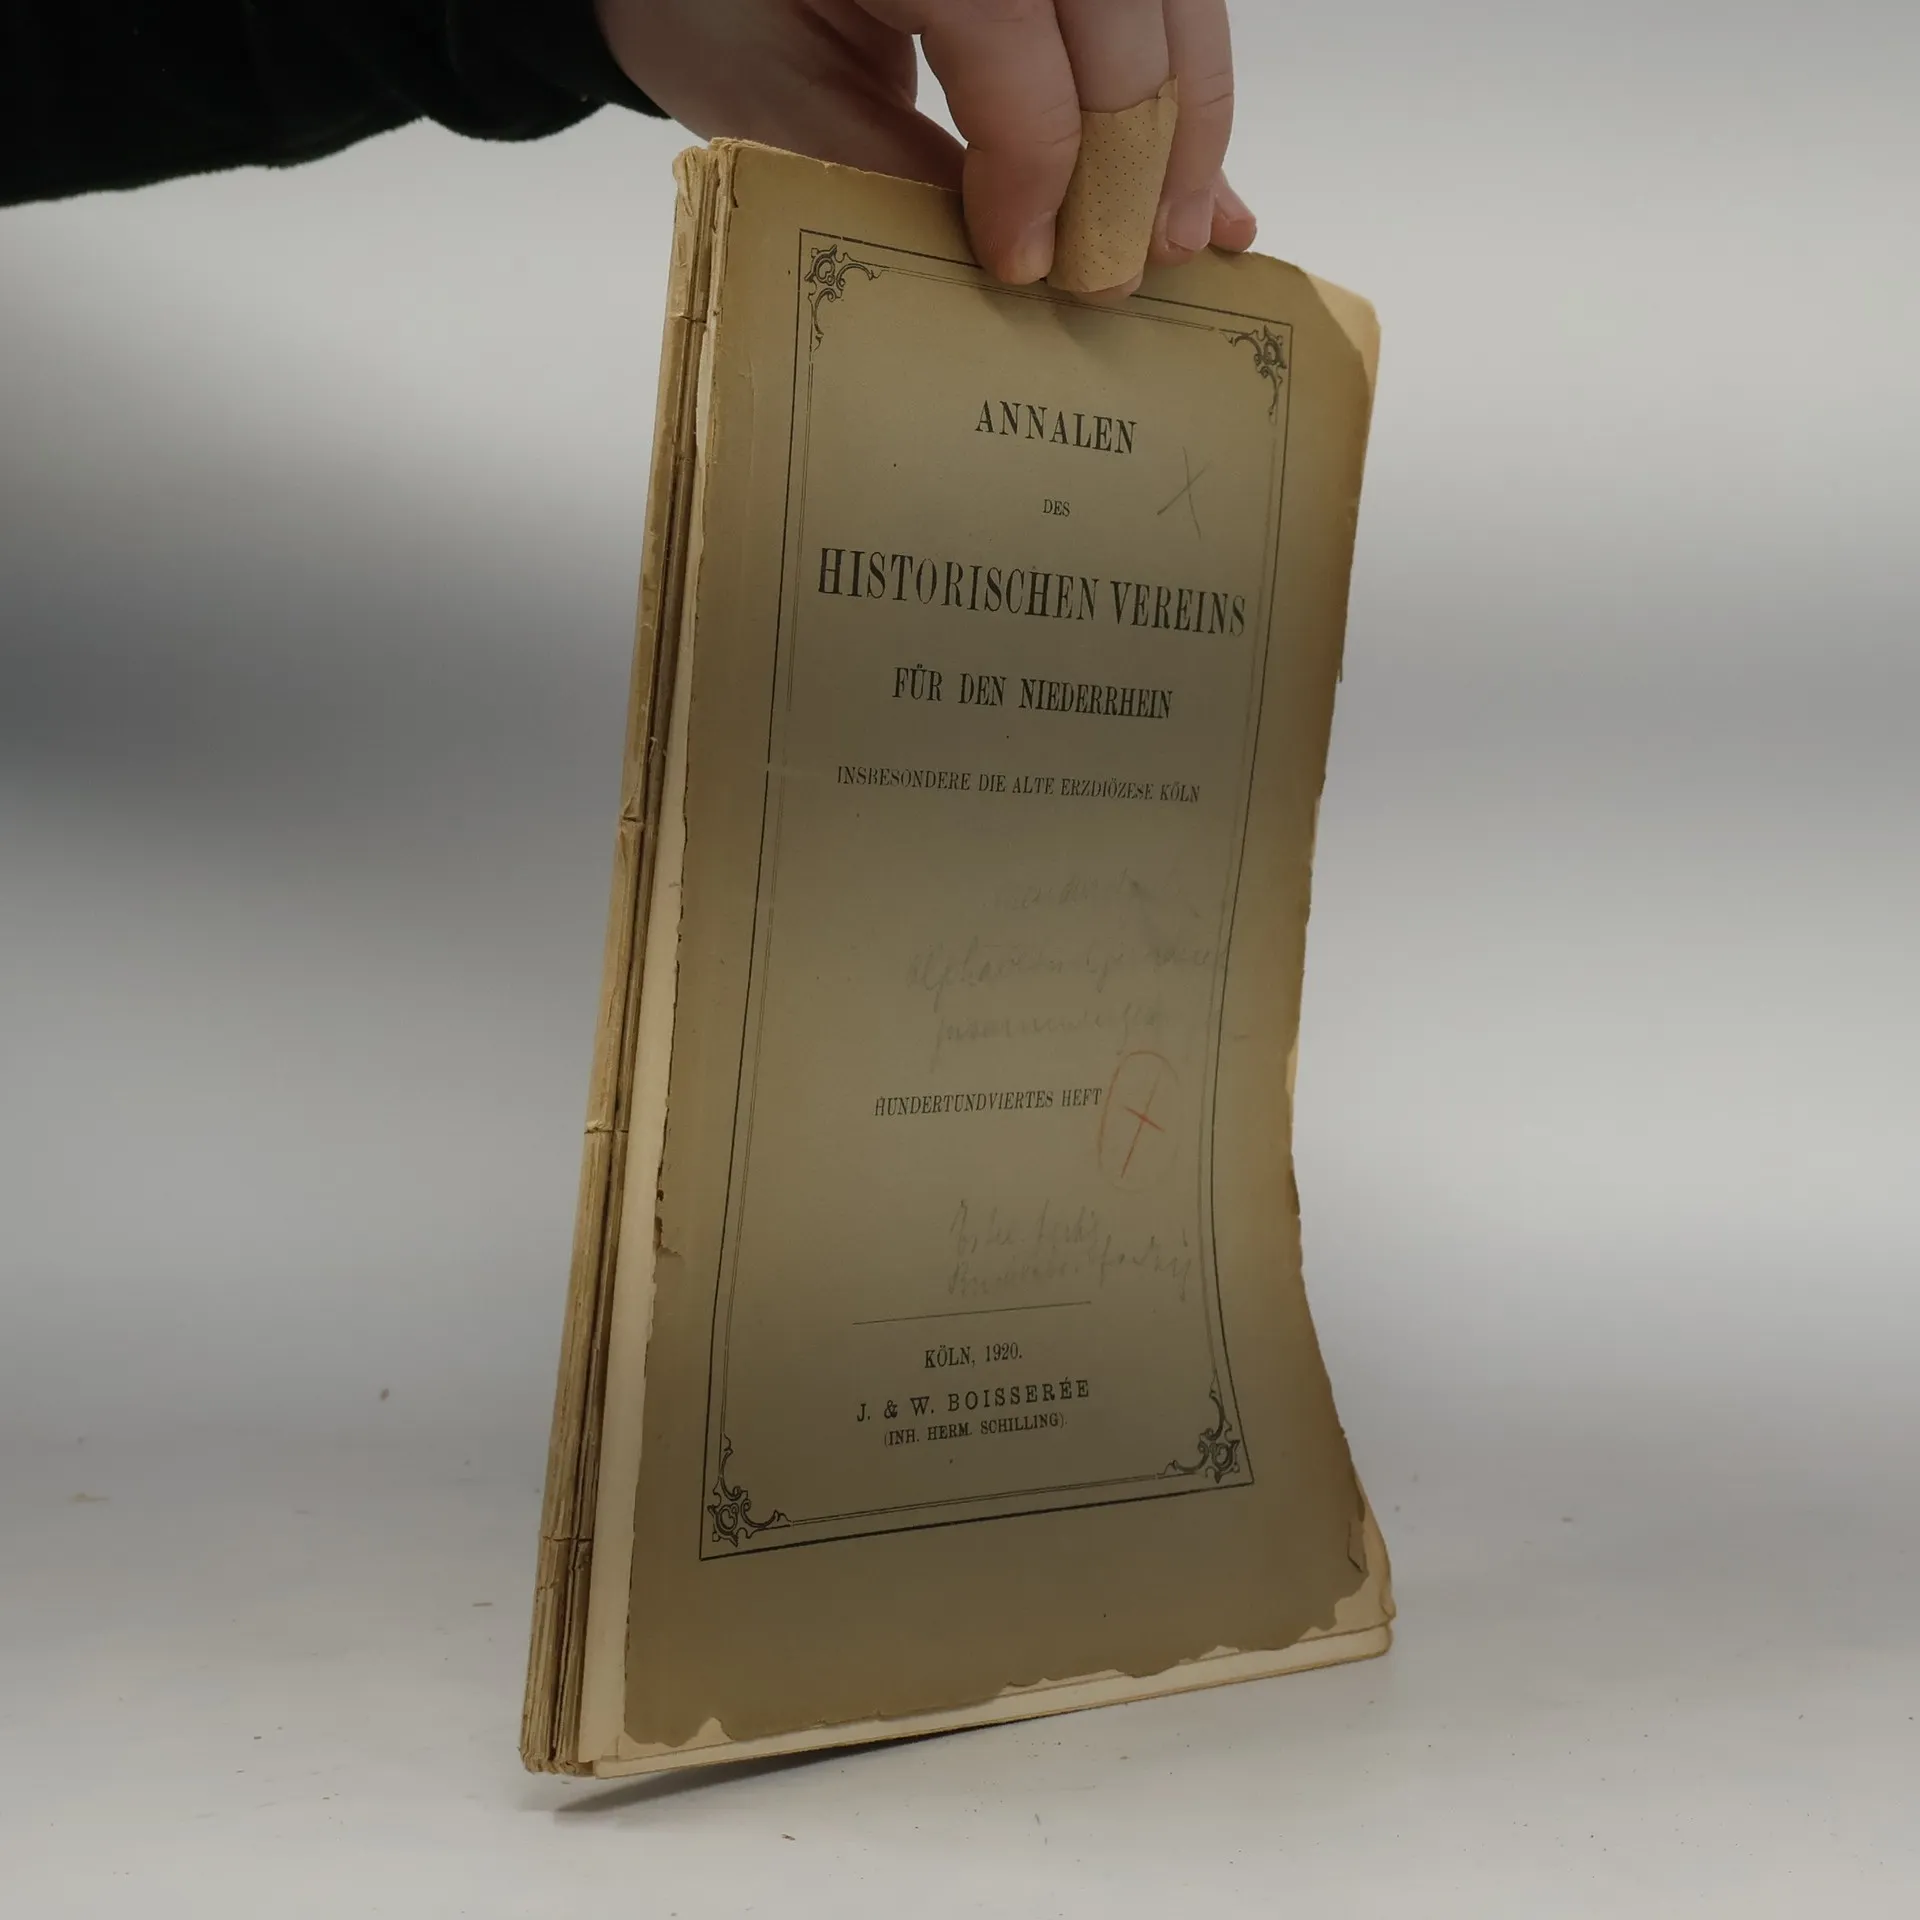 ANNALEN
DES
HISTORISCHEN VEREINS
FÜR DEN NIEDERRHEIN
INSBESONDERE DIE ALTE ERZDIÖZESE KÖLN
HUNDERTUNDVIERTES HEFT
KÖLN, 1920.
J. & W. BOISSERÉE
(INH. HERM. SCHILLING)